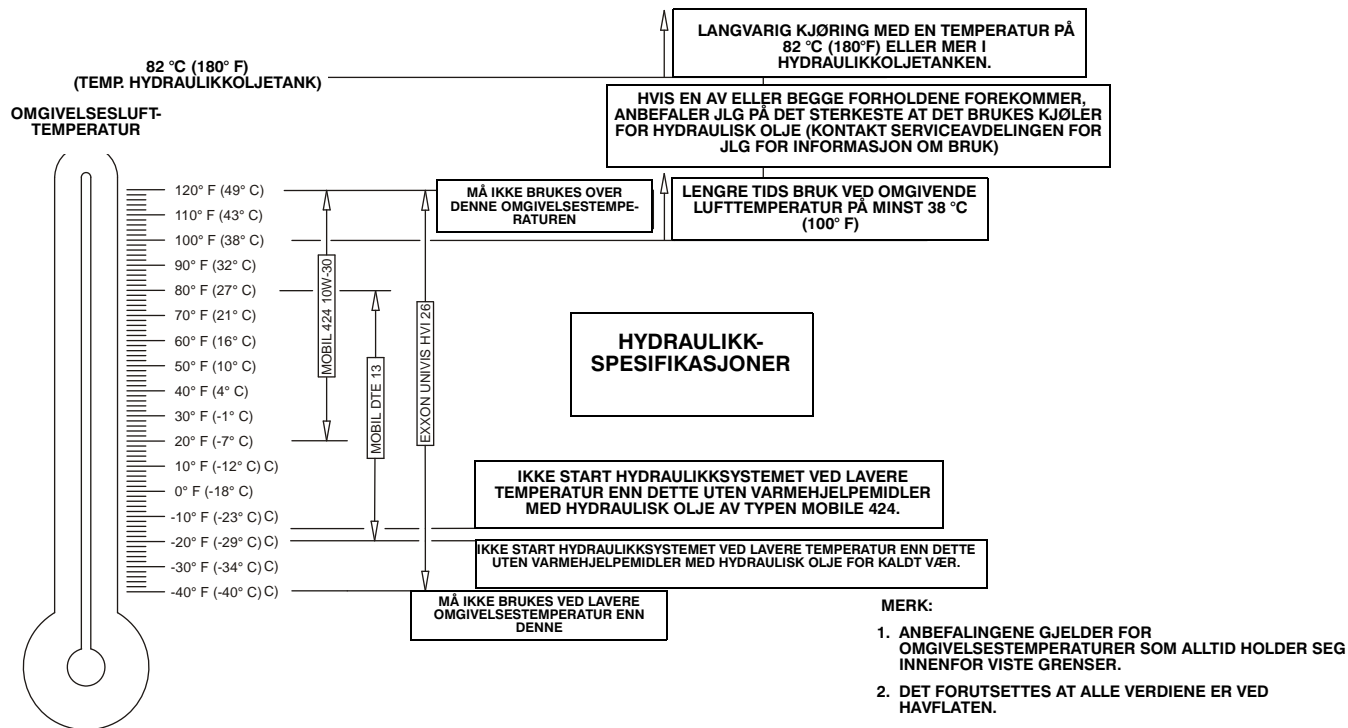 LANGVARIG KJØRING MED EN TEMPERATUR PÅ
82 °C (180°F) ELLER MER I
HYDRAULIKKOLJETANKEN.
82 °C (180° F)
(TEMP. HYDRAULIKKOLJETANK)
HVIS EN AV ELLER BEGGE FORHOLDENE FOREKOMMER,
ANBEFALER JLG PÅ DET STERKESTE AT DET BRUKES KJØLER
FOR HYDRAULISK OLJE (KONTAKT SERVICEAVDELINGEN FOR
JLG FOR INFORMASJON OM BRUK)
OMGIVELSESLUFT-
TEMPERATUR
MÅ IKKE BRUKES OVER
DENNE OMGIVELSESTEMPE-
RATUREN
LENGRE TIDS BRUK VED OMGIVENDE
LUFTTEMPERATUR PÅ MINST 38 °C
(100° F)
120° F (49° C)
110° F (43° C)
100° F (38° C)
90° F (32° C)
80° F (27° C)
70° F (21° C)
60° F (16° C)
50° F (10° C)
40° F (4° C)
30° F (-1° C)
20° F (-7° C)
10° F (-12° C) C)
0° F (-18° C)
-10° F (-23° C) C)
-20° F (-29° C) C)
-30° F (-34° C) C)
-40° F (-40° C) C)
MOBIL 424 10W-30
MOBIL DTE 13
EXXON UNIVIS HVI 26
HYDRAULIKK-
SPESIFIKASJONER
IKKE START HYDRAULIKKSYSTEMET VED LAVERE
TEMPERATUR ENN DETTE UTEN VARMEHJELPEMIDLER
MED HYDRAULISK OLJE AV TYPEN MOBILE 424.
IKKE START HYDRAULIKKSYSTEMET VED LAVERE TEMPERATUR ENN DETTE
UTEN VARMEHJELPEMIDLER MED HYDRAULISK OLJE FOR KALDT VÆR.
MÅ IKKE BRUKES VED LAVERE
OMGIVELSESTEMPERATUR ENN
DENNE
MERK:
1. ANBEFALINGENE GJELDER FOR
OMGIVELSESTEMPERATURER SOM ALLTID HOLDER SEG
INNENFOR VISTE GRENSER.
2. DET FORUTSETTES AT ALLE VERDIENE ER VED
HAVFLATEN.